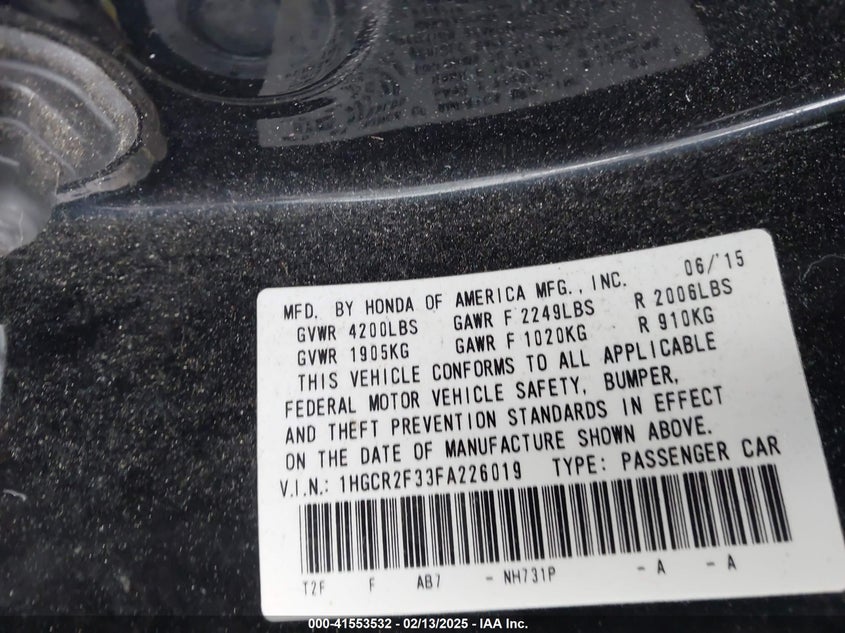 MFD. BY HONDA OF AMERICA MFG., INC. 06/'15
GVWR 4200LBS GAWR F 2249LBS R 2006LBS
GVWR 1905KG GAWR F 1020KG R 910KG
THIS VEHICLE CONFORMS TO ALL APPLICABLE
FEDERAL MOTOR VEHICLE SAFETY, BUMPER,
AND THEFT PREVENTION STANDARDS IN EFFECT
ON THE DATE OF MANUFACTURE SHOWN ABOVE.
V.I.N.: 1HGCR2F33FA226019 TYPE: PASSENGER CAR
T2F F AB7 - NH731P - A - A
000-41553532 - 02/13/2025 - IAA Inc.